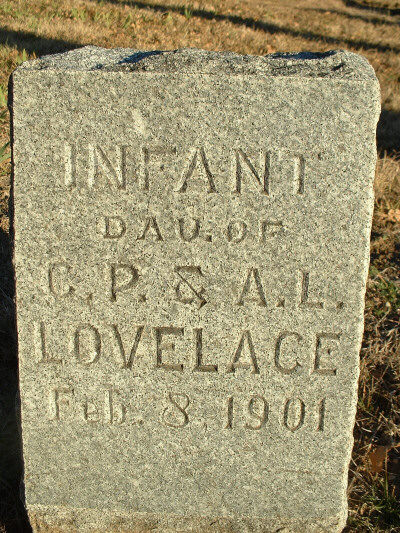 INFANT
DAU. OF
C. P. & A. L.
LOVELACE
Feb. 8, 1901